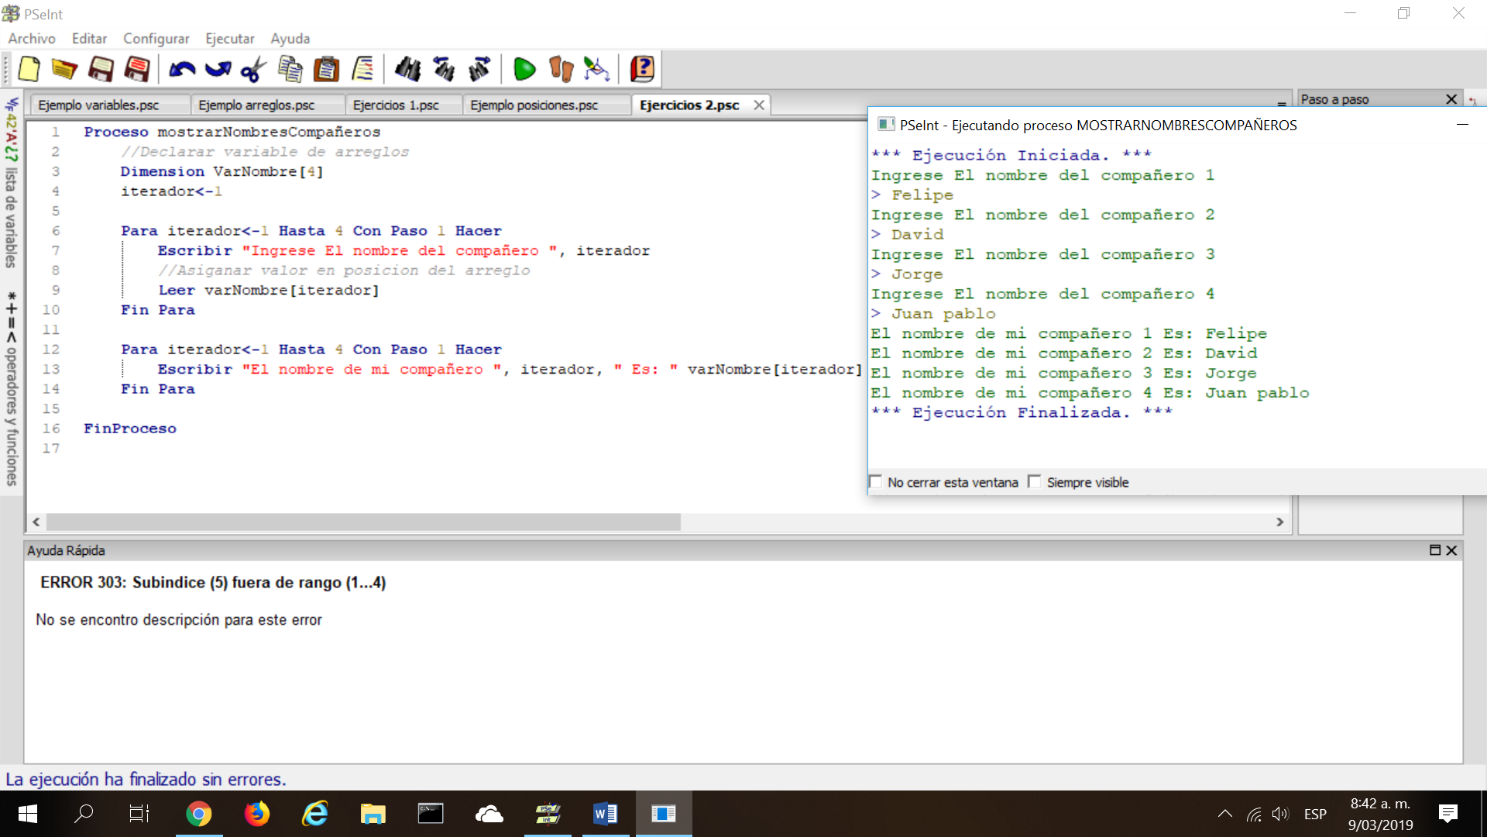 PSeInt
Archivo Editar Configurar Ejecutar Ayuda
Ejemplo variables.psc Ejemplo arreglos.psc Ejercicios 1.psc Ejemplo posiciones.psc Ejercicios 2.psc
Paso a paso
lista de variables
operadores y funciones
1 Proceso mostrarNombresCompañeros
2 //Declarar variable de arreglos
3 Dimension VarNombre[4]
4 iterador<-1
5
6 Para iterador<-1 Hasta 4 Con Paso 1 Hacer
7 Escribir "Ingrese El nombre del compañero ", iterador
8 //Asiganar valor en posicion del arreglo
9 Leer varNombre[iterador]
10 Fin Para
11
12 Para iterador<-1 Hasta 4 Con Paso 1 Hacer
13 Escribir "El nombre de mi compañero ", iterador, " Es: " varNombre[iterador]
14 Fin Para
15
16 FinProceso
17
PSeInt - Ejecutando proceso MOSTRARNOMBRESCOMPAÑEROS
*** Ejecución Iniciada. ***
Ingrese El nombre del compañero 1
> Felipe
Ingrese El nombre del compañero 2
> David
Ingrese El nombre del compañero 3
> Jorge
Ingrese El nombre del compañero 4
> Juan pablo
El nombre de mi compañero 1 Es: Felipe
El nombre de mi compañero 2 Es: David
El nombre de mi compañero 3 Es: Jorge
El nombre de mi compañero 4 Es: Juan pablo
*** Ejecución Finalizada. ***
No cerrar esta ventana Siempre visible
Ayuda Rápida
ERROR 303: Subindice (5) fuera de rango (1...4)
No se encontro descripción para este error
La ejecución ha finalizado sin errores.
ESP
8:42 a. m.
9/03/2019